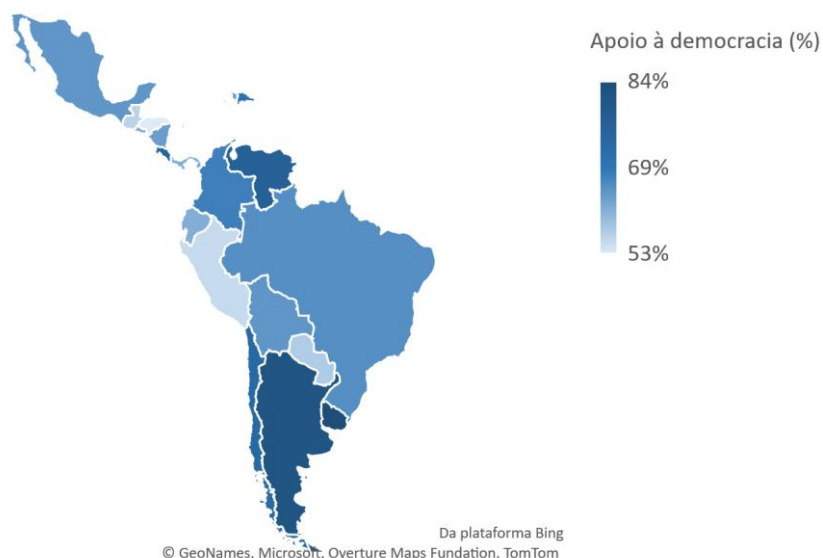 Apoio à democracia (%)
84%
69%
53%
Da plataforma Bing
© GeoNames, Microsoft, Overture Maps Fundation, TomTom